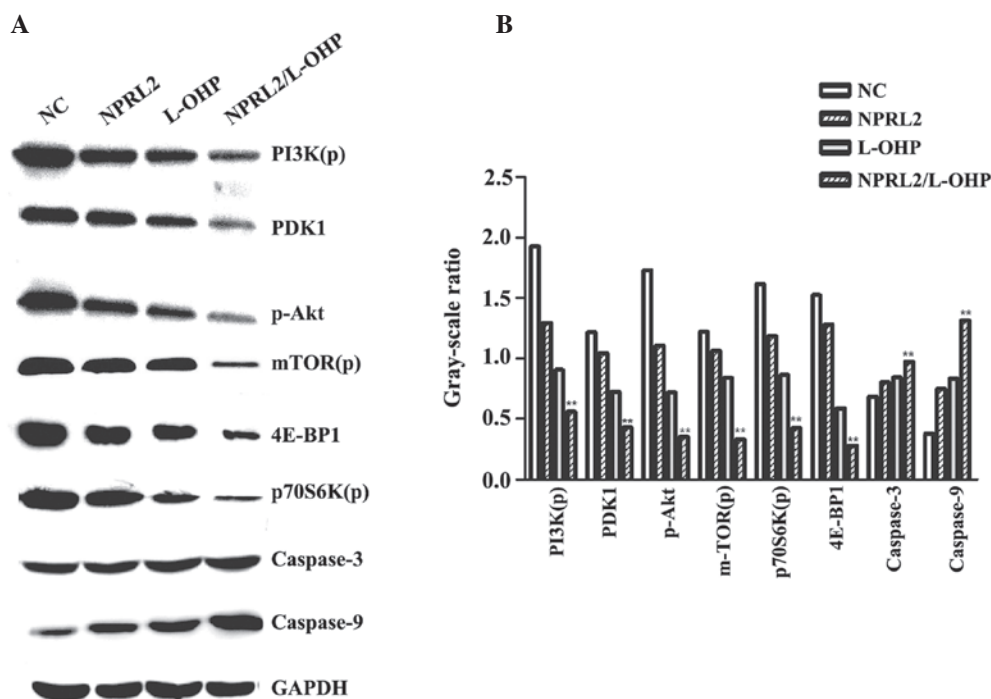 A
NC NPRL2 L-OHP NPRL2/L-OHP
PI3K(p)
PDK1
p-Akt
mTOR(p)
4E-BP1
p70S6K(p)
Caspase-3
Caspase-9
GAPDH
B
NC
NPRL2
L-OHP
NPRL2/L-OHP
Gray-scale ratio
2.5
2.0
1.5
1.0
0.5
0.0
** ** ** ** ** ** ** **
PI3K(p) PDK1 p-Akt m-TOR(p) p70S6K(p) 4E-BP1 Caspase-3 Caspase-9